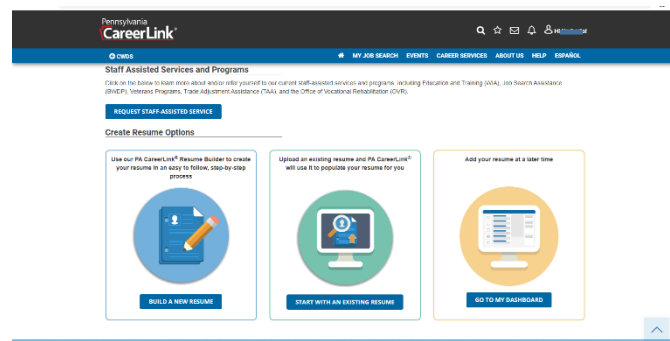 Pennsylvania
CareerLink®
CWDS
MY JOB SEARCH EVENTS CAREER SERVICES ABOUT US HELP ESPAÑOL
Staff Assisted Services and Programs
Click on the below to learn more about and/or refer yourself to our current staff-assisted services and programs, including Education and Training (WIA), Job Search Assistance
(BWDP), Veterans Programs, Trade Adjustment Assistance (TAA), and the Office of Vocational Rehabilitation (OVR).
REQUEST STAFF-ASSISTED SERVICE
Create Resume Options
Use our PA CareerLink® Resume Builder to create
your resume in an easy to follow, step-by-step
process
BUILD A NEW RESUME
Upload an existing resume and PA CareerLink®
will use it to populate your resume for you
START WITH AN EXISTING RESUME
Add your resume at a later time
GO TO MY DASHBOARD